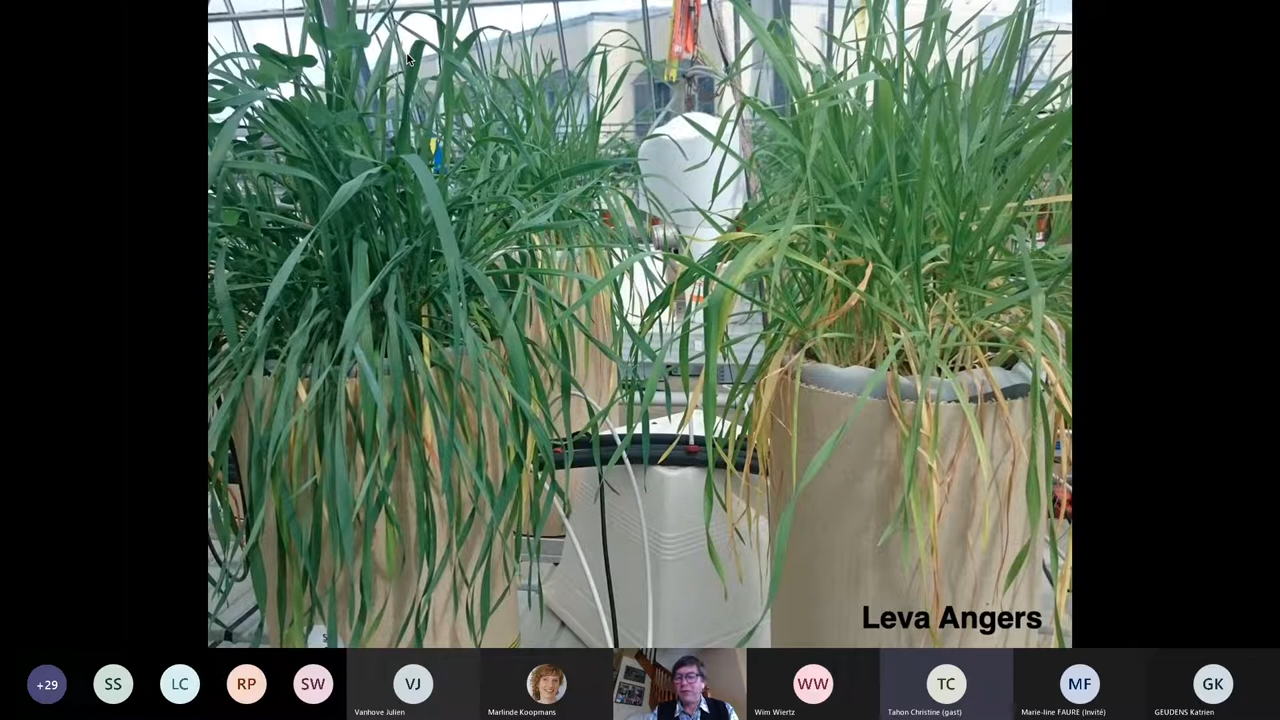 Leva Angers
+29
SS
LC
RP
SW
VJ
WW
TC
MF
GK
Vanhove Julien
Marlinde Koopmans
Wim Wiertz
Tahon Christine (gast)
Marie-line FAURE (Invité)
GEUDENS Katrien